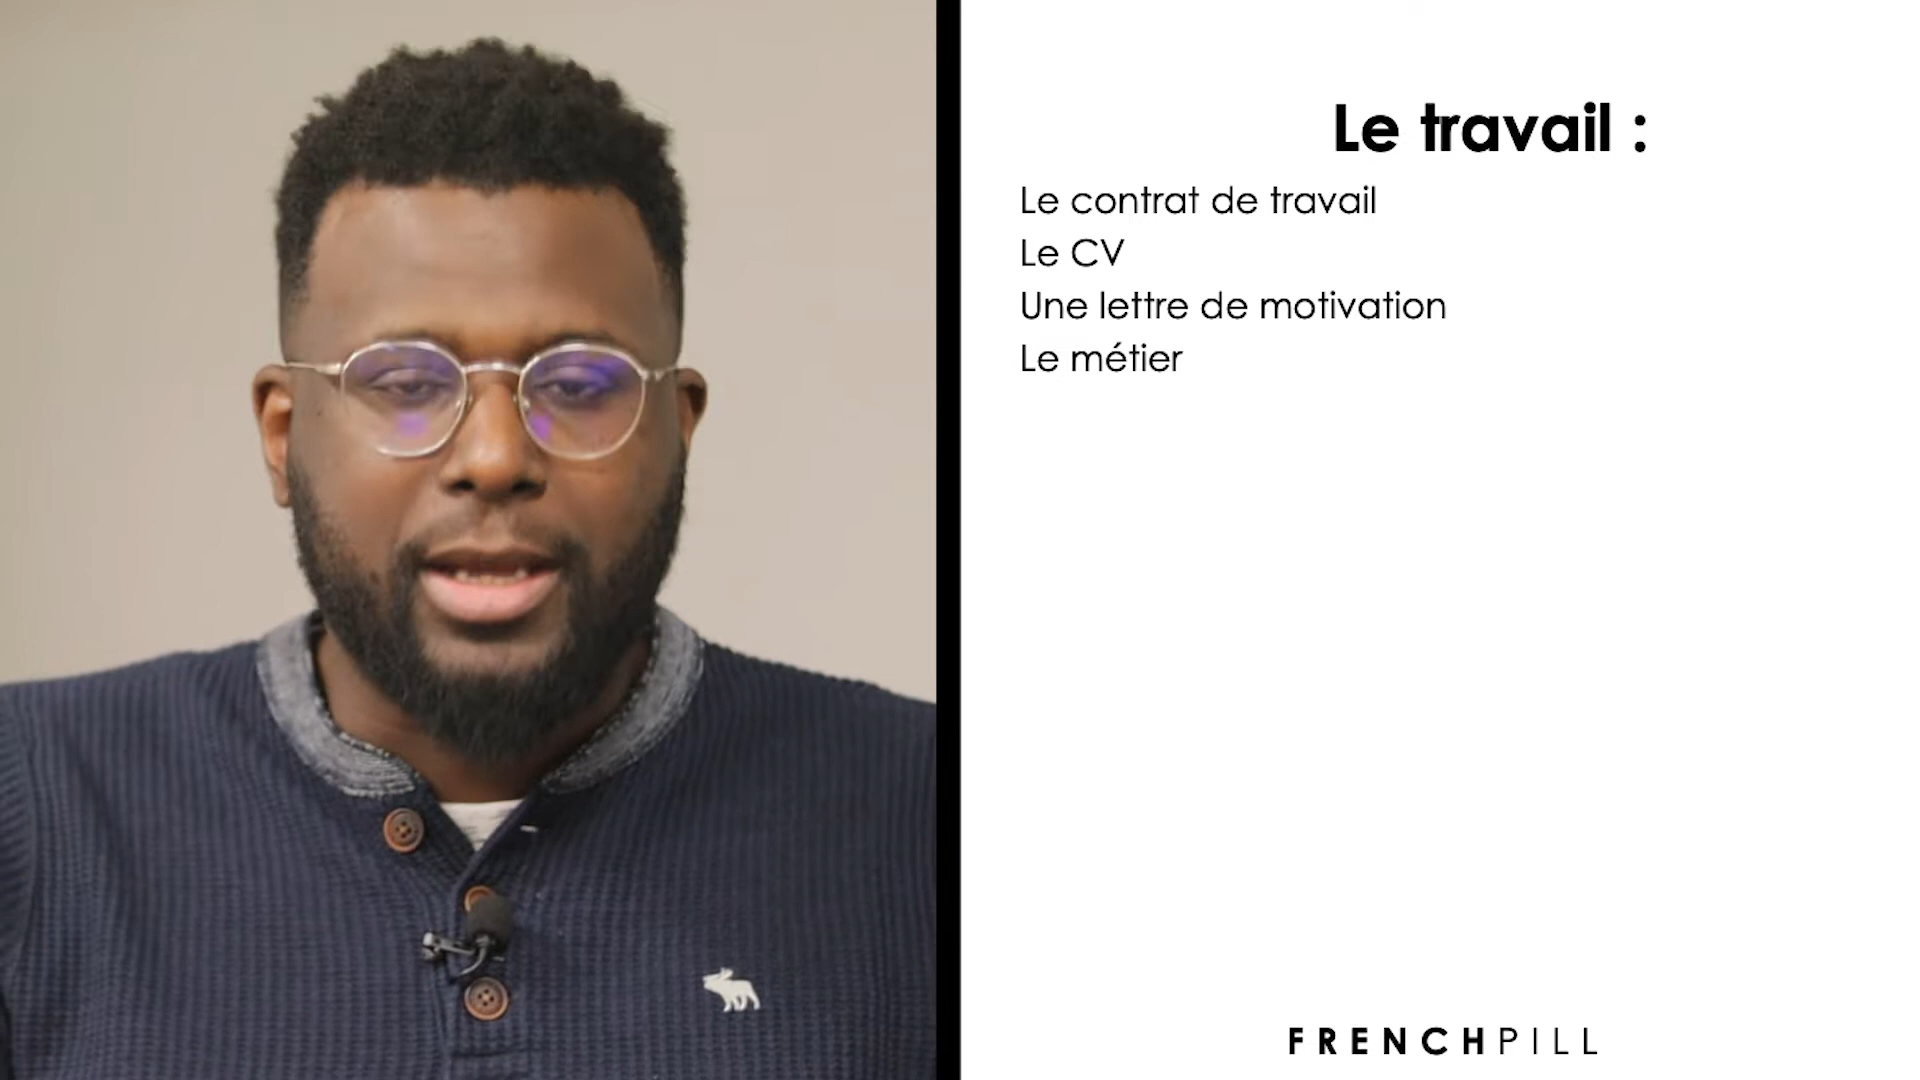 Le travail :
Le contrat de travail
Le CV
Une lettre de motivation
Le métier
FRENCHPILL